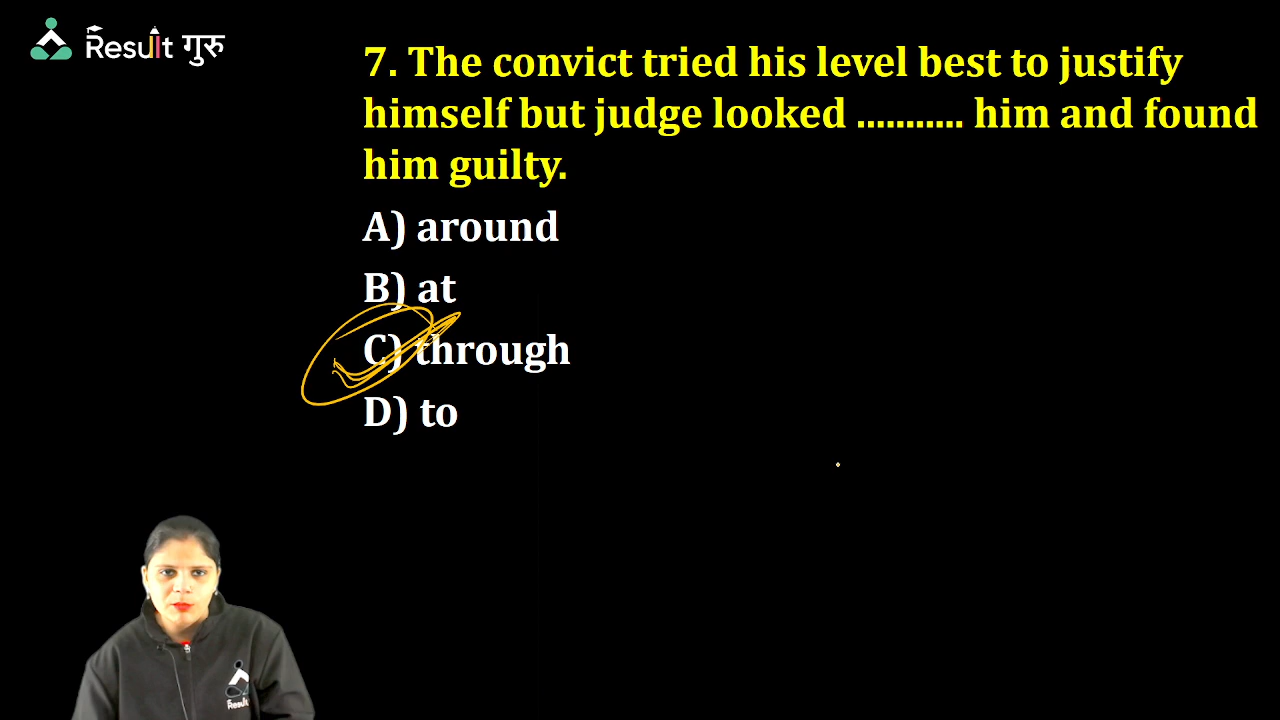 Result गुरु
7. The convict tried his level best to justify
himself but judge looked ........... him and found
him guilty.
A) around
B) at
C) through
D) to
Result